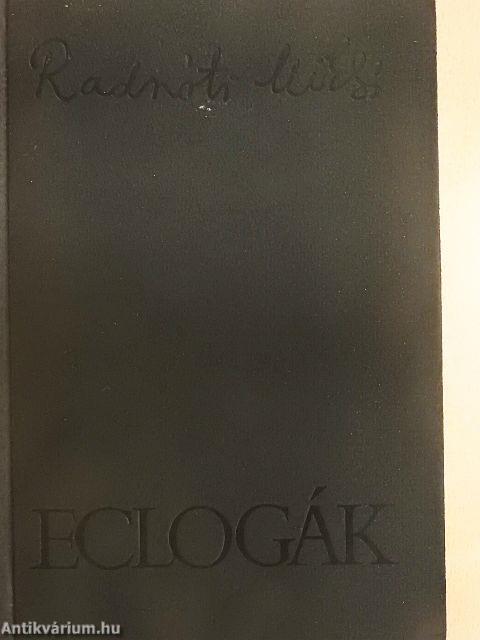 Radnóti Miklós
ECLOGÁK
Antikvárium.hu